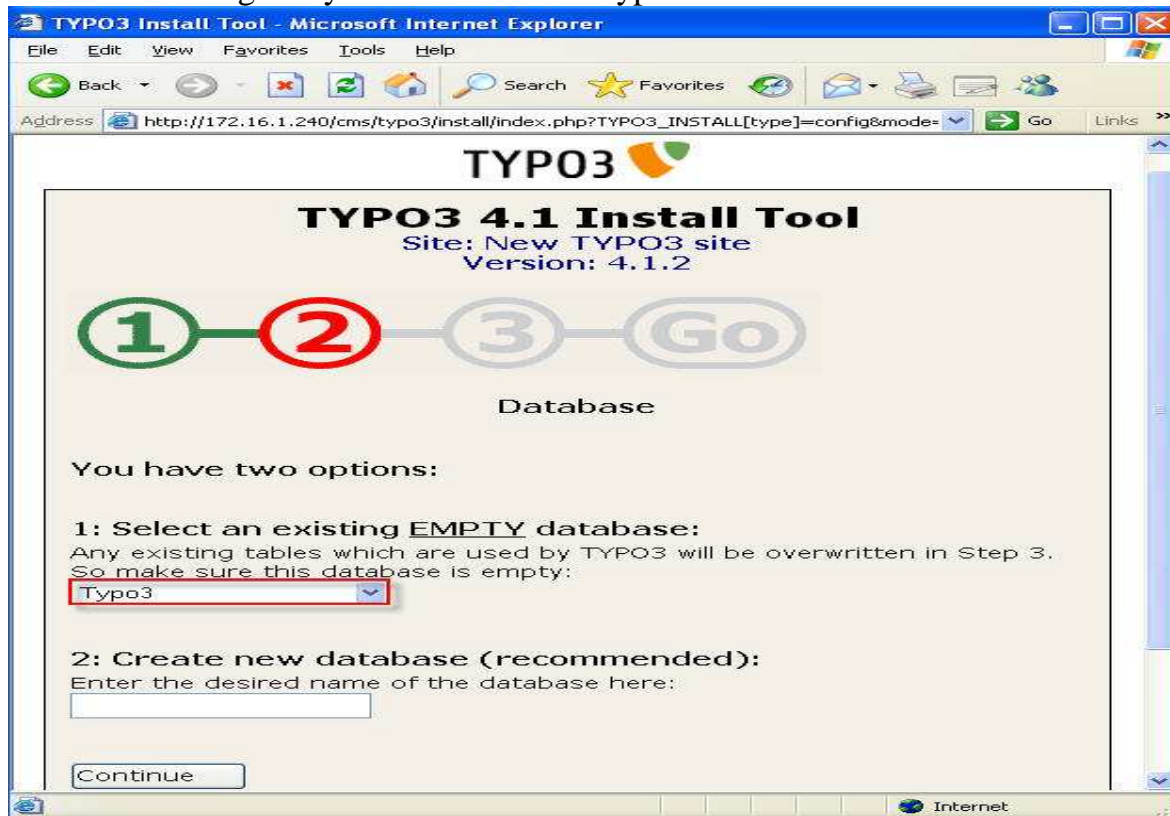 TYPO3 Install Tool - Microsoft Internet Explorer
File Edit View Favorites Tools Help
Back Search Favorites
Address http://172.16.1.240/cms/typo3/install/index.php?TYPO3_INSTALL[type]=config&mode= Go Links »
TYPO3
TYPO3 4.1 Install Tool
Site: New TYPO3 site
Version: 4.1.2
1 2 3 Go
Database
You have two options:
1: Select an existing EMPTY database:
Any existing tables which are used by TYPO3 will be overwritten in Step 3.
So make sure this database is empty:
Typo3
2: Create new database (recommended):
Enter the desired name of the database here:
Continue
Internet